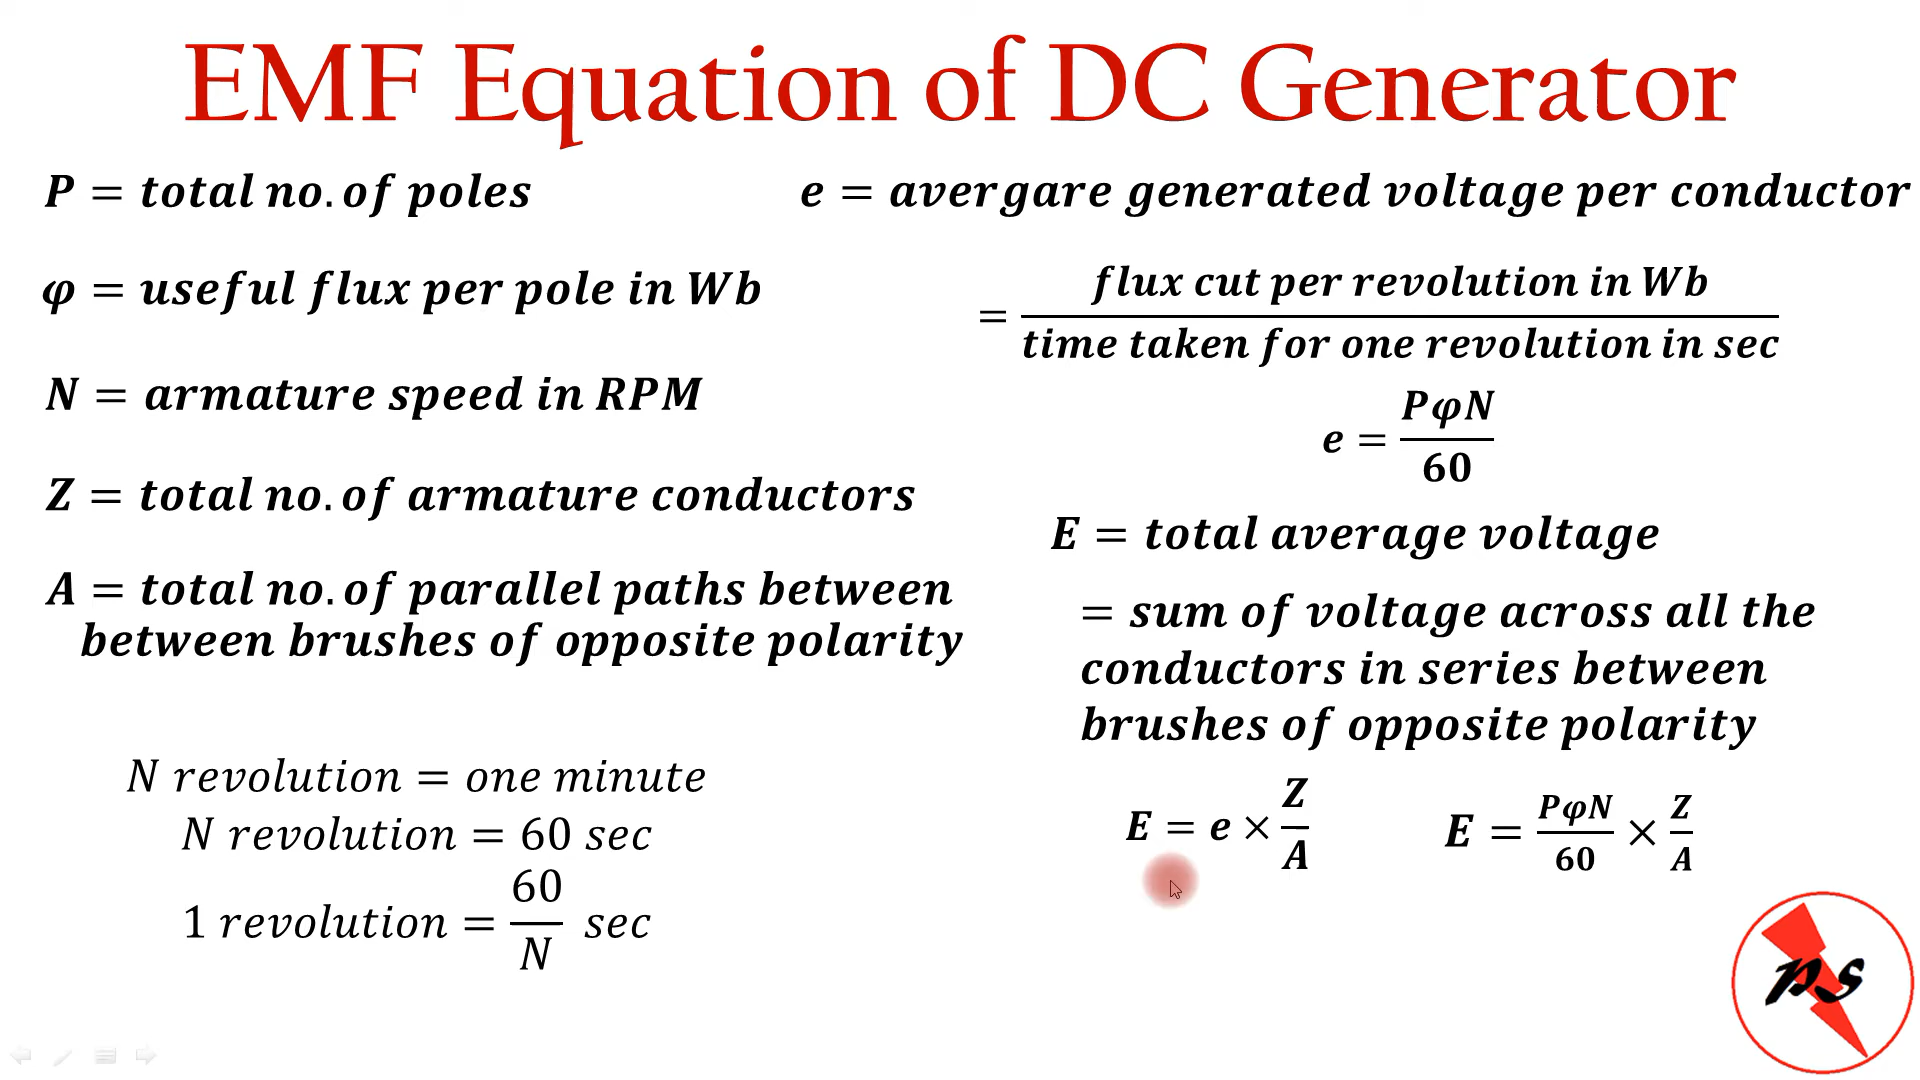 EMF Equation of DC Generator
P = total no. of poles
φ = useful flux per pole in Wb
N = armature speed in RPM
Z = total no. of armature conductors
A = total no. of parallel paths between
between brushes of opposite polarity
N revolution = one minute
N revolution = 60 sec
1 revolution = 60/N sec
e = avergare generated voltage per conductor
= flux cut per revolution in Wb / time taken for one revolution in sec
e = PφN/60
E = total average voltage
= sum of voltage across all the
conductors in series between
brushes of opposite polarity
E = e × Z/A
E = PφN/60 × Z/A
PS